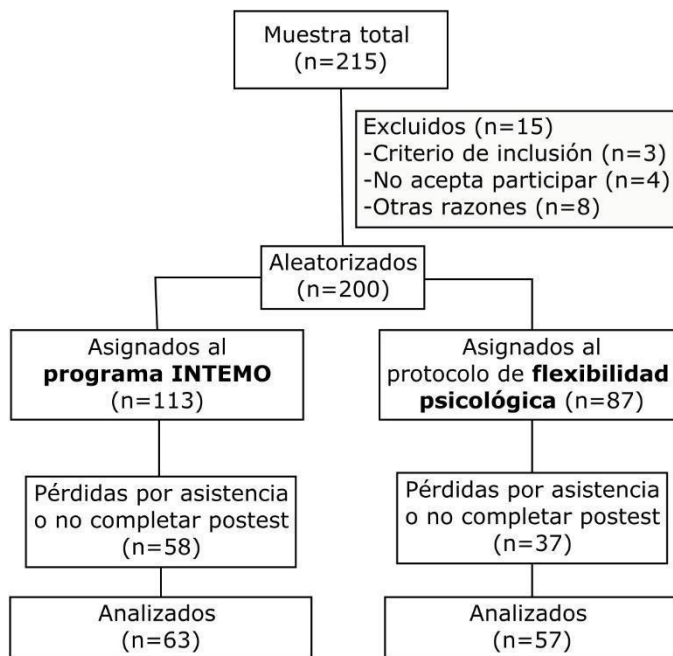 Muestra total
(n=215)
Excluidos (n=15)
-Criterio de inclusión (n=3)
-No acepta participar (n=4)
-Otras razones (n=8)
Aleatorizados
(n=200)
Asignados al
programa INTEMO
(n=113)
Asignados al
protocolo de flexibilidad
psicológica (n=87)
Pérdidas por asistencia
o no completar postest
(n=58)
Pérdidas por asistencia
o no completar postest
(n=37)
Analizados
(n=63)
Analizados
(n=57)